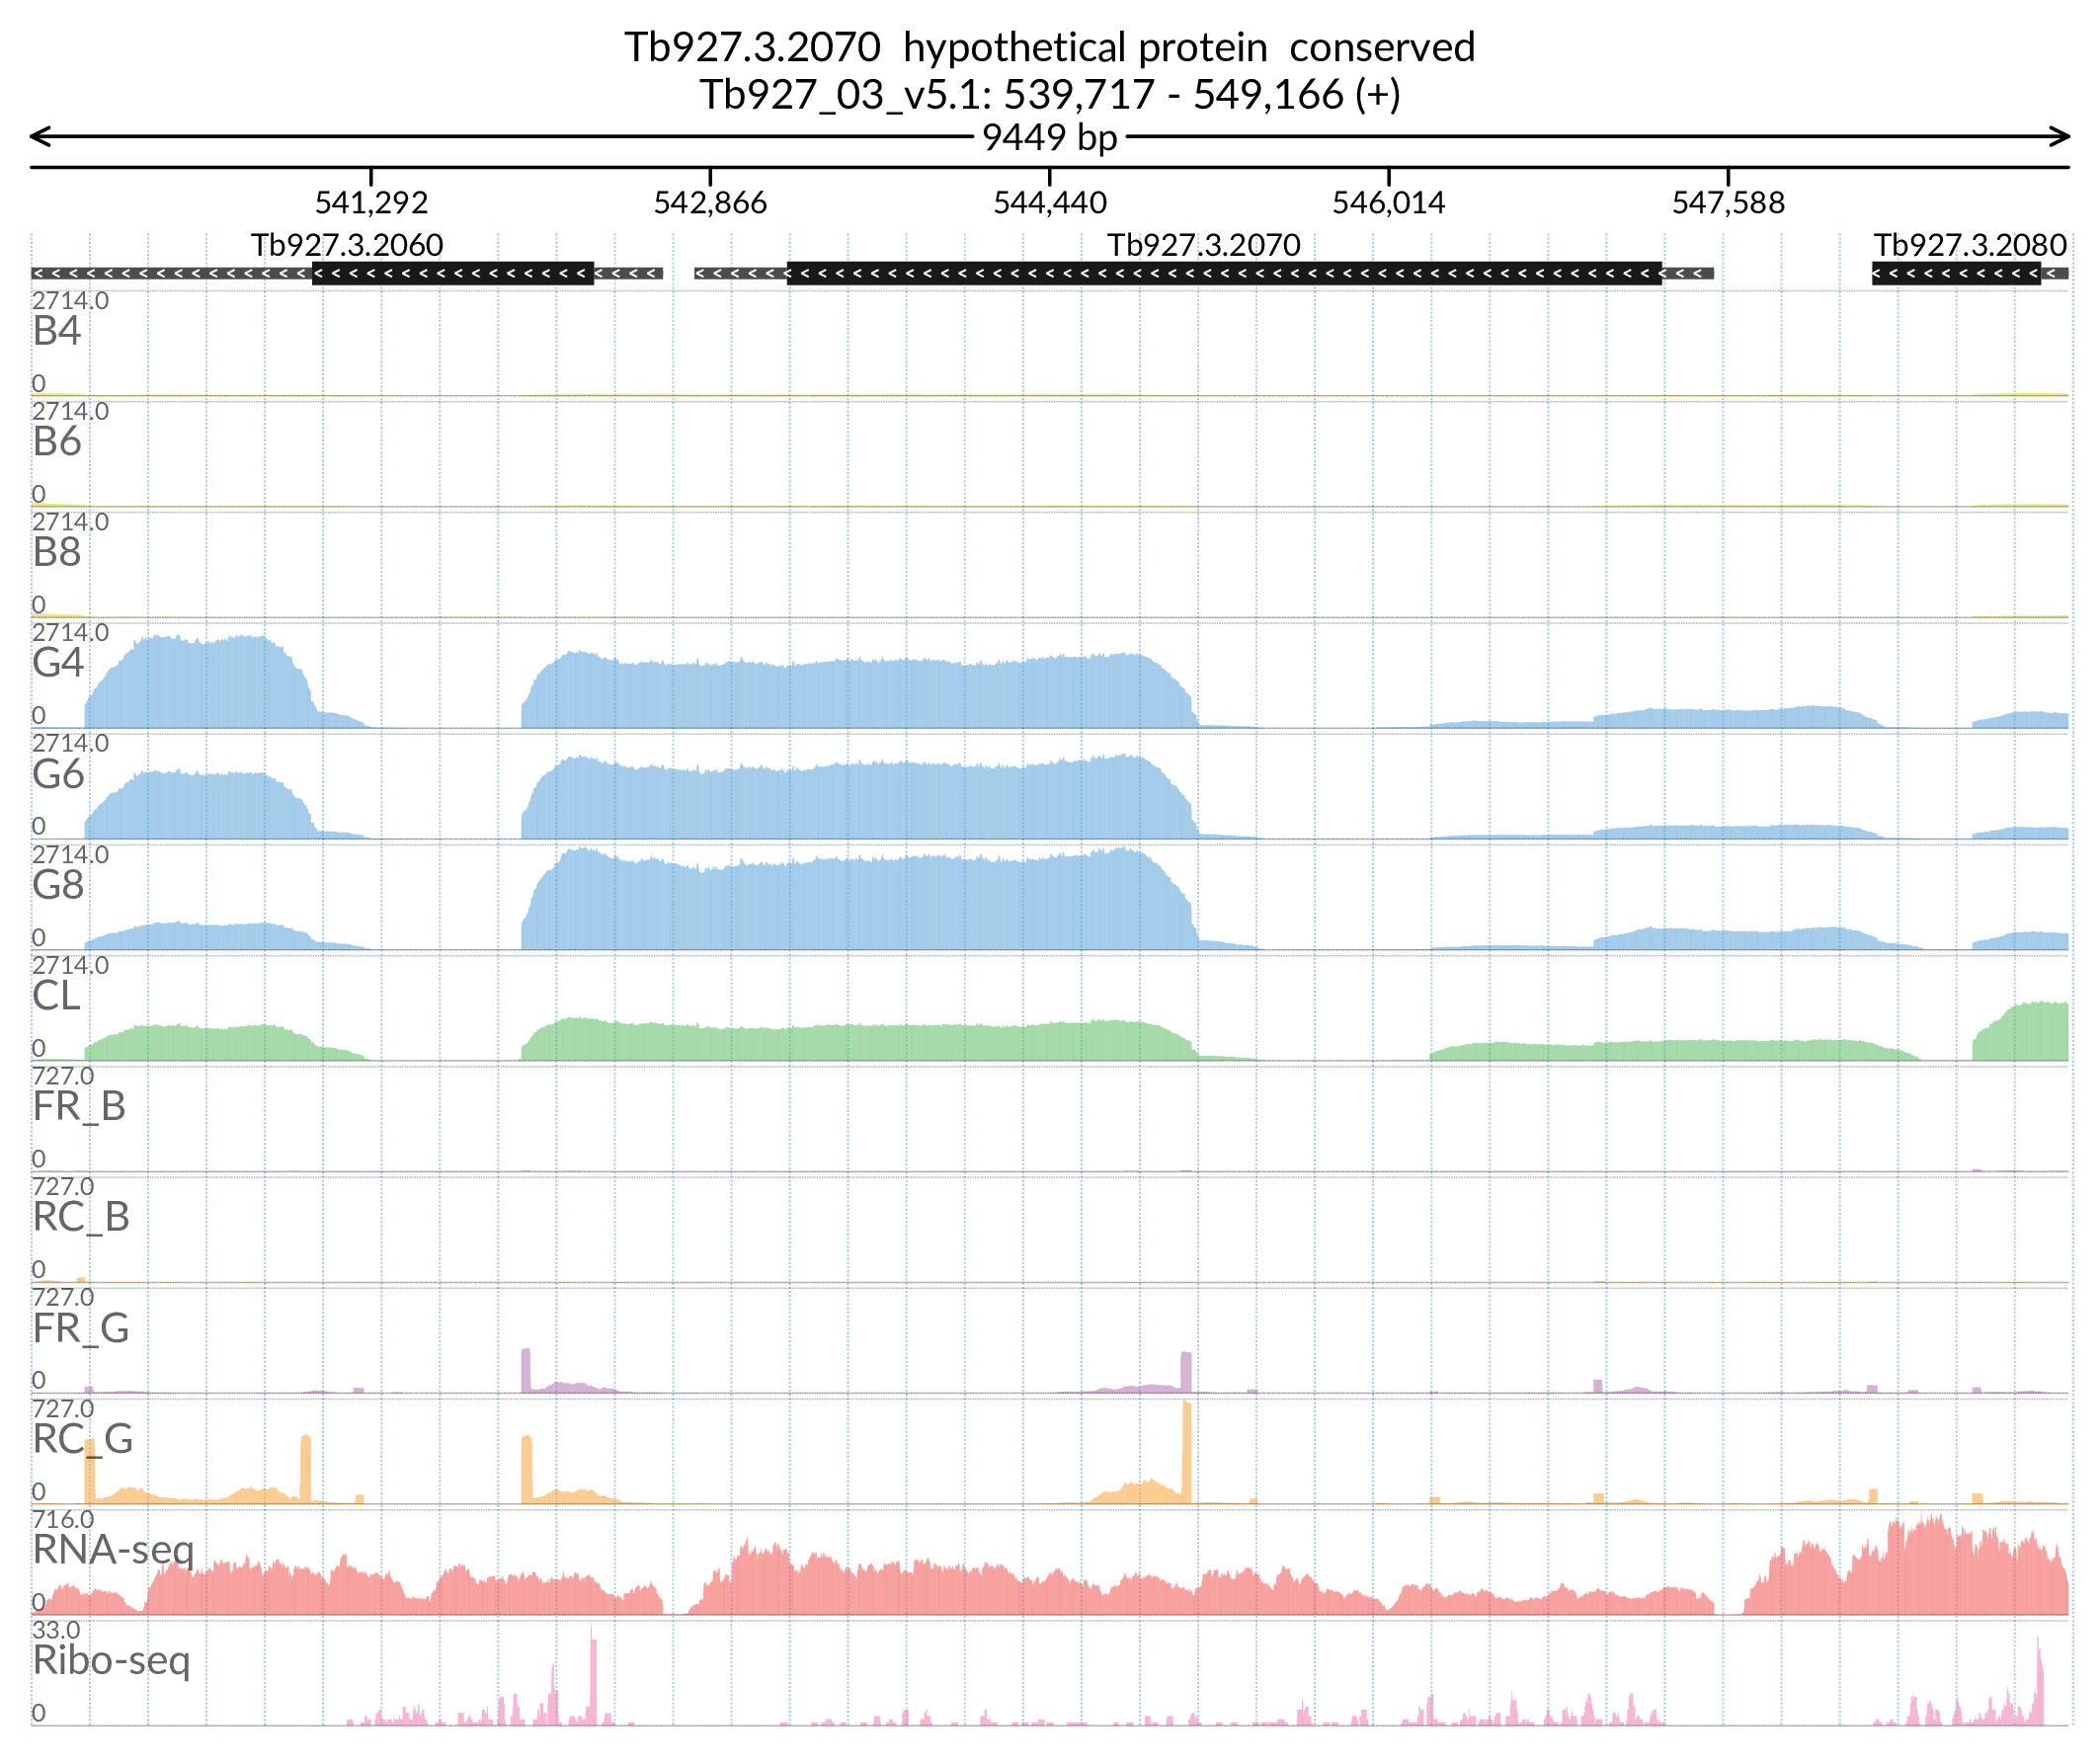 Tb927.3.2070 hypothetical protein conserved
Tb927_03_v5.1: 539,717 - 549,166 (+)
9449 bp
541,292 542,866 544,440 546,014 547,588
Tb927.3.2060 Tb927.3.2070 Tb927.3.2080
2714.0
B4
0
2714.0
B6
0
2714.0
B8
0
2714.0
G4
0
2714.0
G6
0
2714.0
G8
0
2714.0
CL
0
727.0
FR_B
0
727.0
RC_B
0
727.0
FR_G
0
727.0
RC_G
0
716.0
RNA-seq
0
33.0
Ribo-seq
0